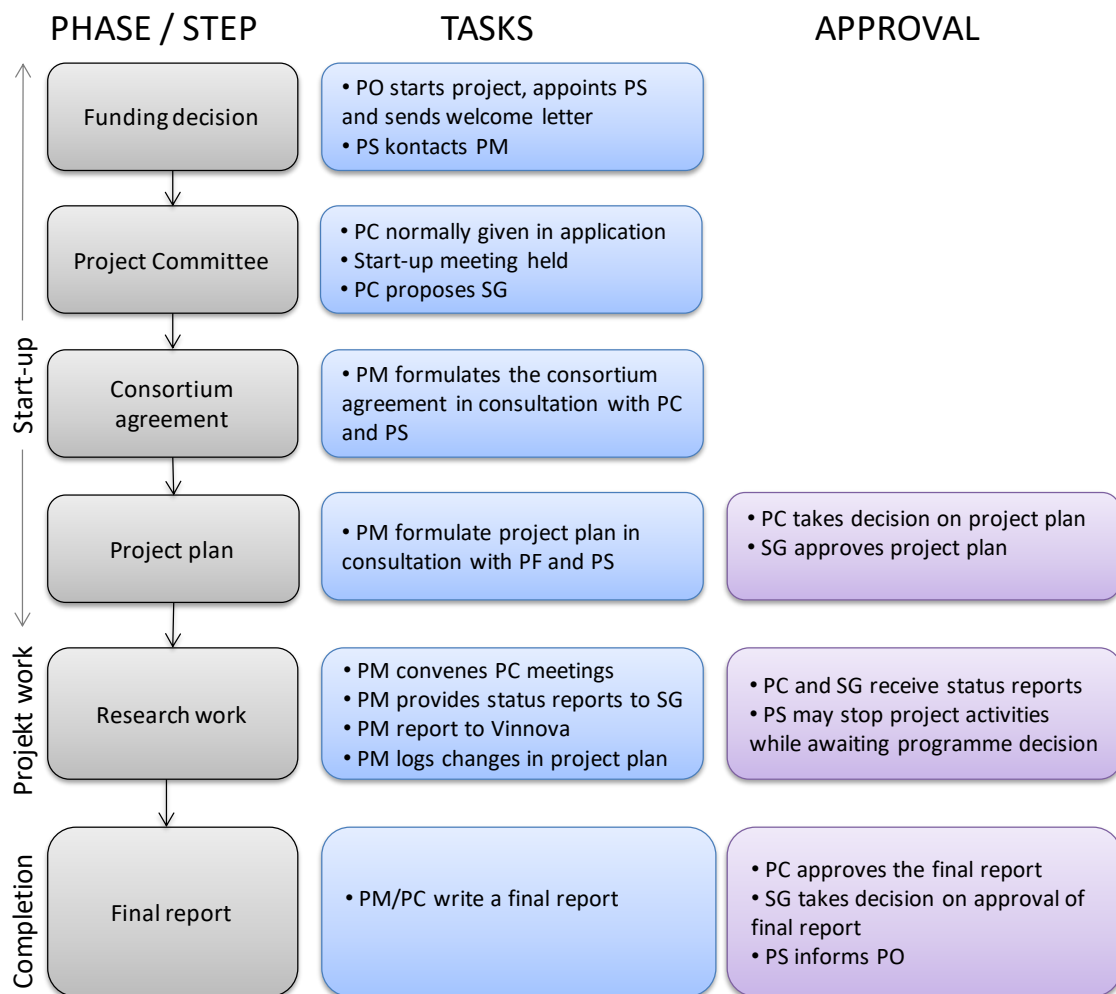 PHASE / STEP
TASKS
APPROVAL
Start-up
Funding decision
• PO starts project, appoints PS
and sends welcome letter
• PS kontacts PM
Project Committee
• PC normally given in application
• Start-up meeting held
• PC proposes SG
Consortium
agreement
• PM formulates the consortium
agreement in consultation with PC
and PS
Project plan
• PM formulate project plan in
consultation with PF and PS
• PC takes decision on project plan
• SG approves project plan
Projekt work
Research work
• PM convenes PC meetings
• PM provides status reports to SG
• PM report to Vinnova
• PM logs changes in project plan
• PC and SG receive status reports
• PS may stop project activities
while awaiting programme decision
Completion
Final report
• PM/PC write a final report
• PC approves the final report
• SG takes decision on approval of
final report
• PS informs PO